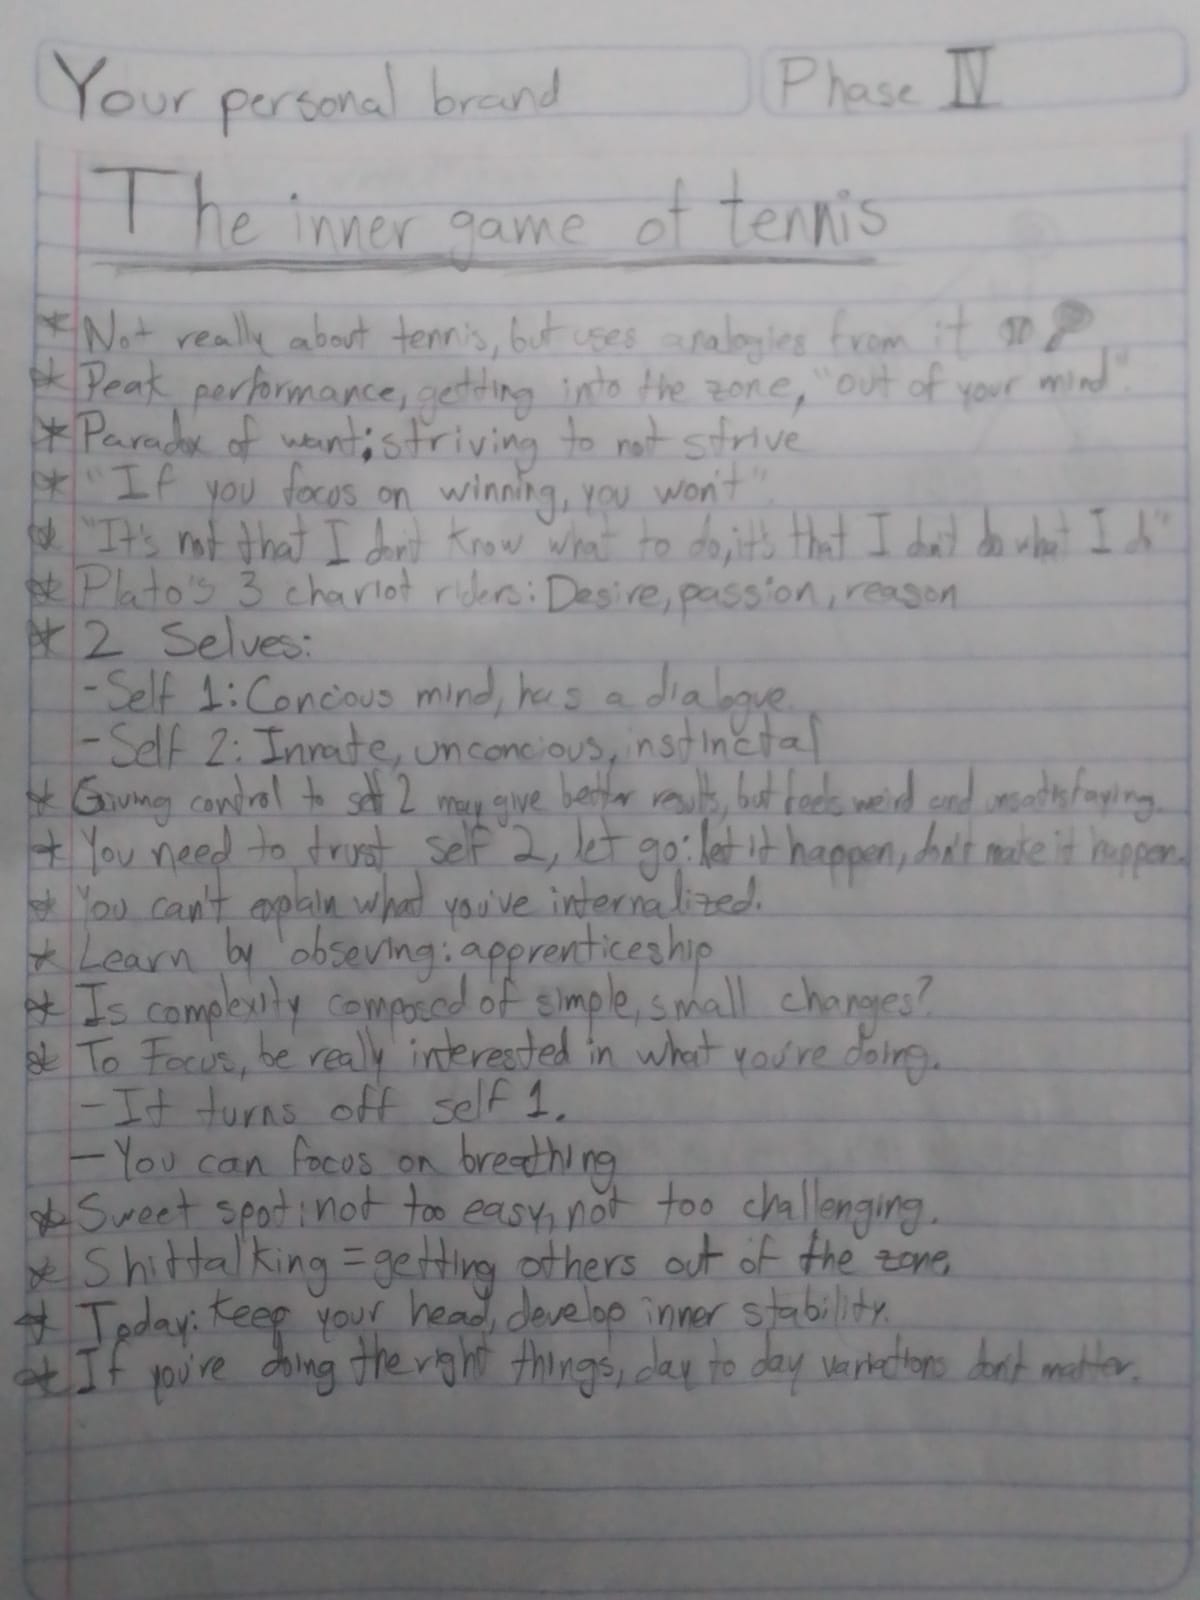 Your personal brand
Phase IV
The inner game of tennis
* Not really about tennis, but uses analogies from it
* Peak performance, getting into the zone, "out of your mind".
* Paradox of want: striving to not strive
* "If you focus on winning, you won't"
* "It's not that I don't know what to do, it's that I don't do what I do"
* Plato's 3 chariot riders: Desire, passion, reason
* 2 Selves:
- Self 1: Concious mind, has a dialogue
- Self 2: Innate, unconcious, instinctal
* Giving control to self 2 may give better results, but feels weird and unsatisfaying.
* You need to trust self 2, let go: let it happen, don't make it happen.
* You can't explain what you've internalized.
* Learn by obseving: apprenticeship
* Is complexity composed of simple, small changes?
* To Focus, be really interested in what you're doing.
- It turns off self 1.
- You can focus on breathing
* Sweet spot: not too easy, not too challenging.
* Shittalking = getting others out of the zone.
* Today: Keep your head, develop inner stability.
* If you're doing the right things, day to day variations don't matter.